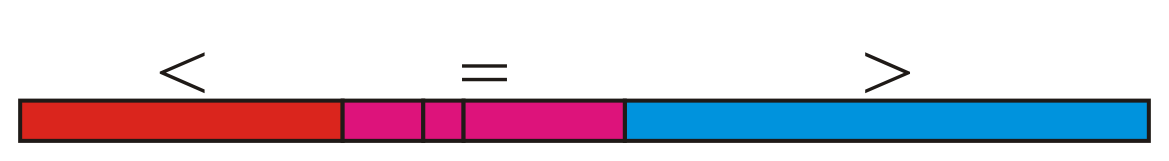 < = >